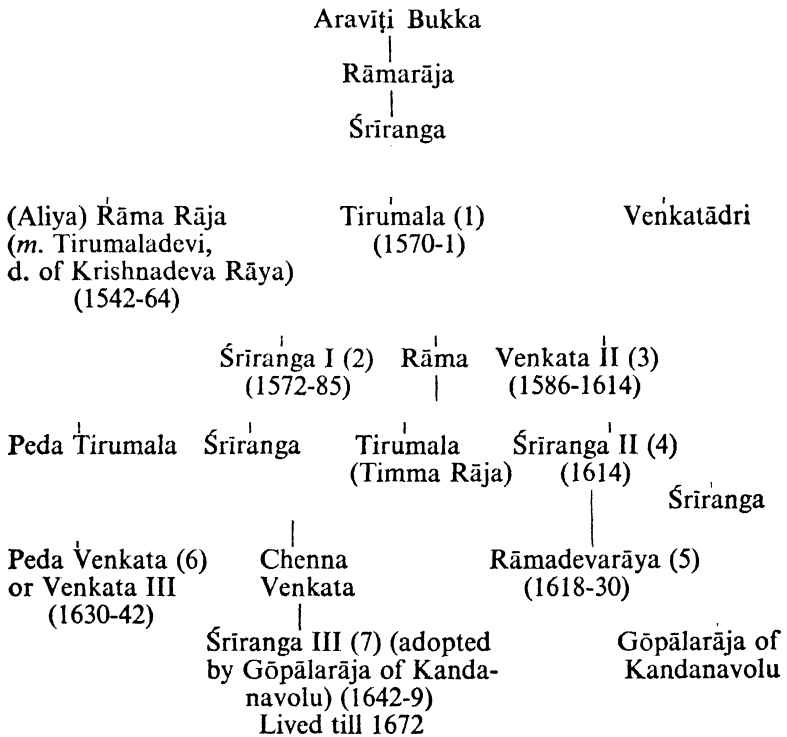 Aravīṭi Bukka
Rāmarāja
Śrīranga
(Aliya) Rāma Rāja Tirumala (1) Venkatādri
(m. Tirumaladevi, (1570-1)
d. of Krishnadeva Rāya)
(1542-64)
Śrīranga I (2) Rāma Venkata II (3)
(1572-85) (1586-1614)
Peda Tirumala Śrīranga Tirumala Śrīranga II (4)
(Timma Rāja) (1614)
Śrīranga
Peda Venkata (6) Chenna Rāmadevarāya (5)
or Venkata III Venkata (1618-30)
(1630-42)
Śrīranga III (7) (adopted Gōpālarāja of
by Gōpālarāja of Kanda- Kandanavolu
navolu) (1642-9)
Lived till 1672